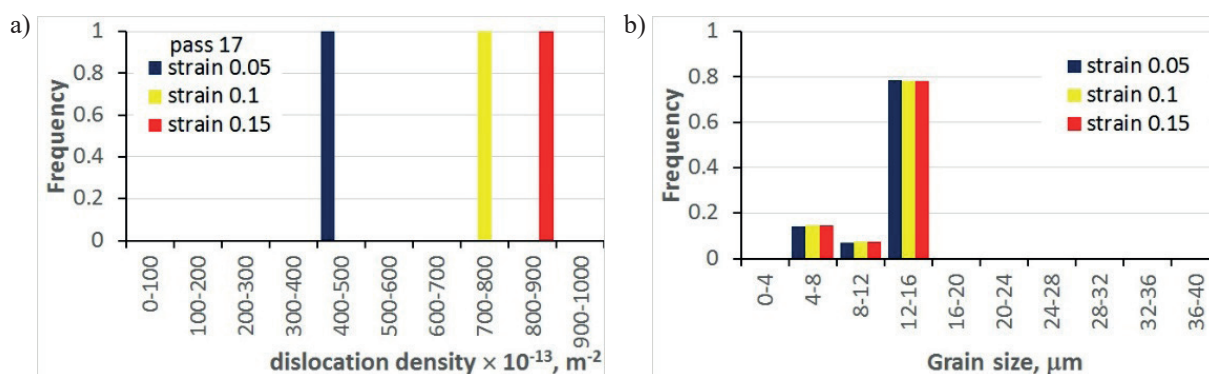 a)
Frequency
1
0.8
0.6
0.4
0.2
0
pass 17
strain 0.05
strain 0.1
strain 0.15
0-100
100-200
200-300
300-400
400-500
500-600
600-700
700-800
800-900
900-1000
dislocation density × 10⁻¹³, m⁻²
b)
Frequency
1
0.8
0.6
0.4
0.2
0
strain 0.05
strain 0.1
strain 0.15
0-4
4-8
8-12
12-16
16-20
20-24
24-28
28-32
32-36
36-40
Grain size, μm